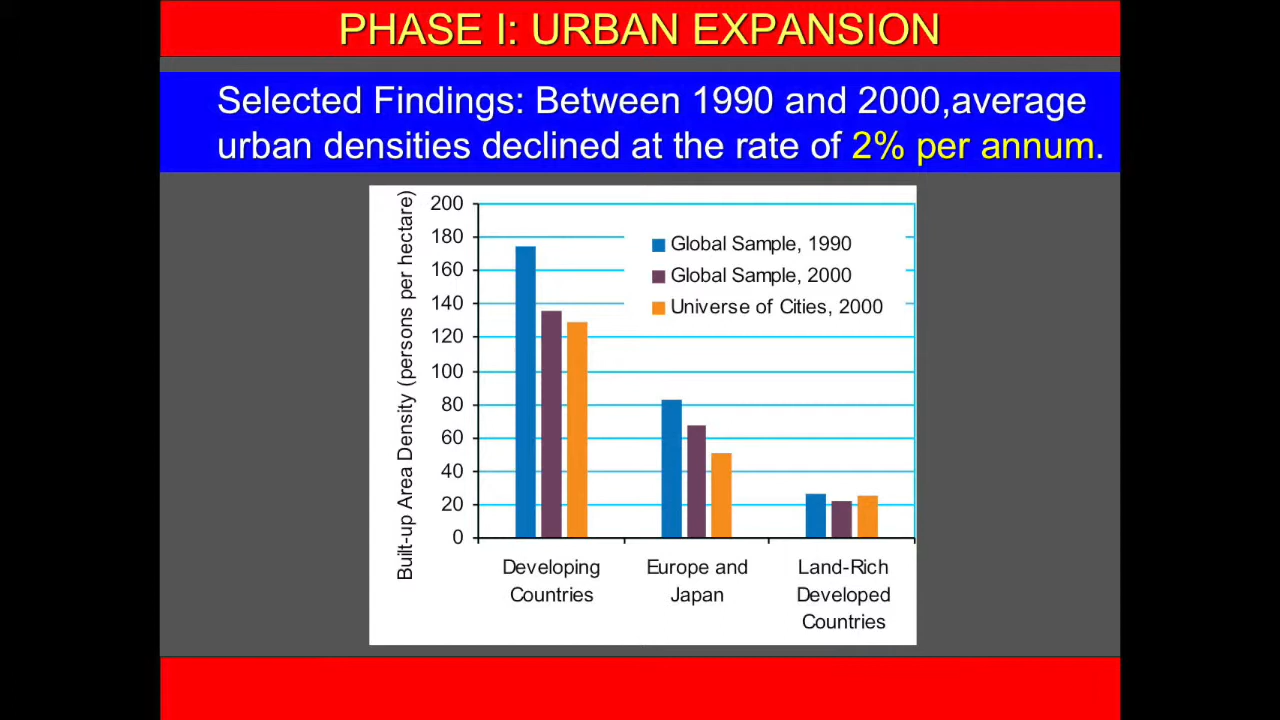 PHASE I: URBAN EXPANSION
Selected Findings: Between 1990 and 2000,average
urban densities declined at the rate of 2% per annum.
Built-up Area Density (persons per hectare)
200
180
160
140
120
100
80
60
40
20
0
Global Sample, 1990
Global Sample, 2000
Universe of Cities, 2000
Developing
Countries
Europe and
Japan
Land-Rich
Developed
Countries